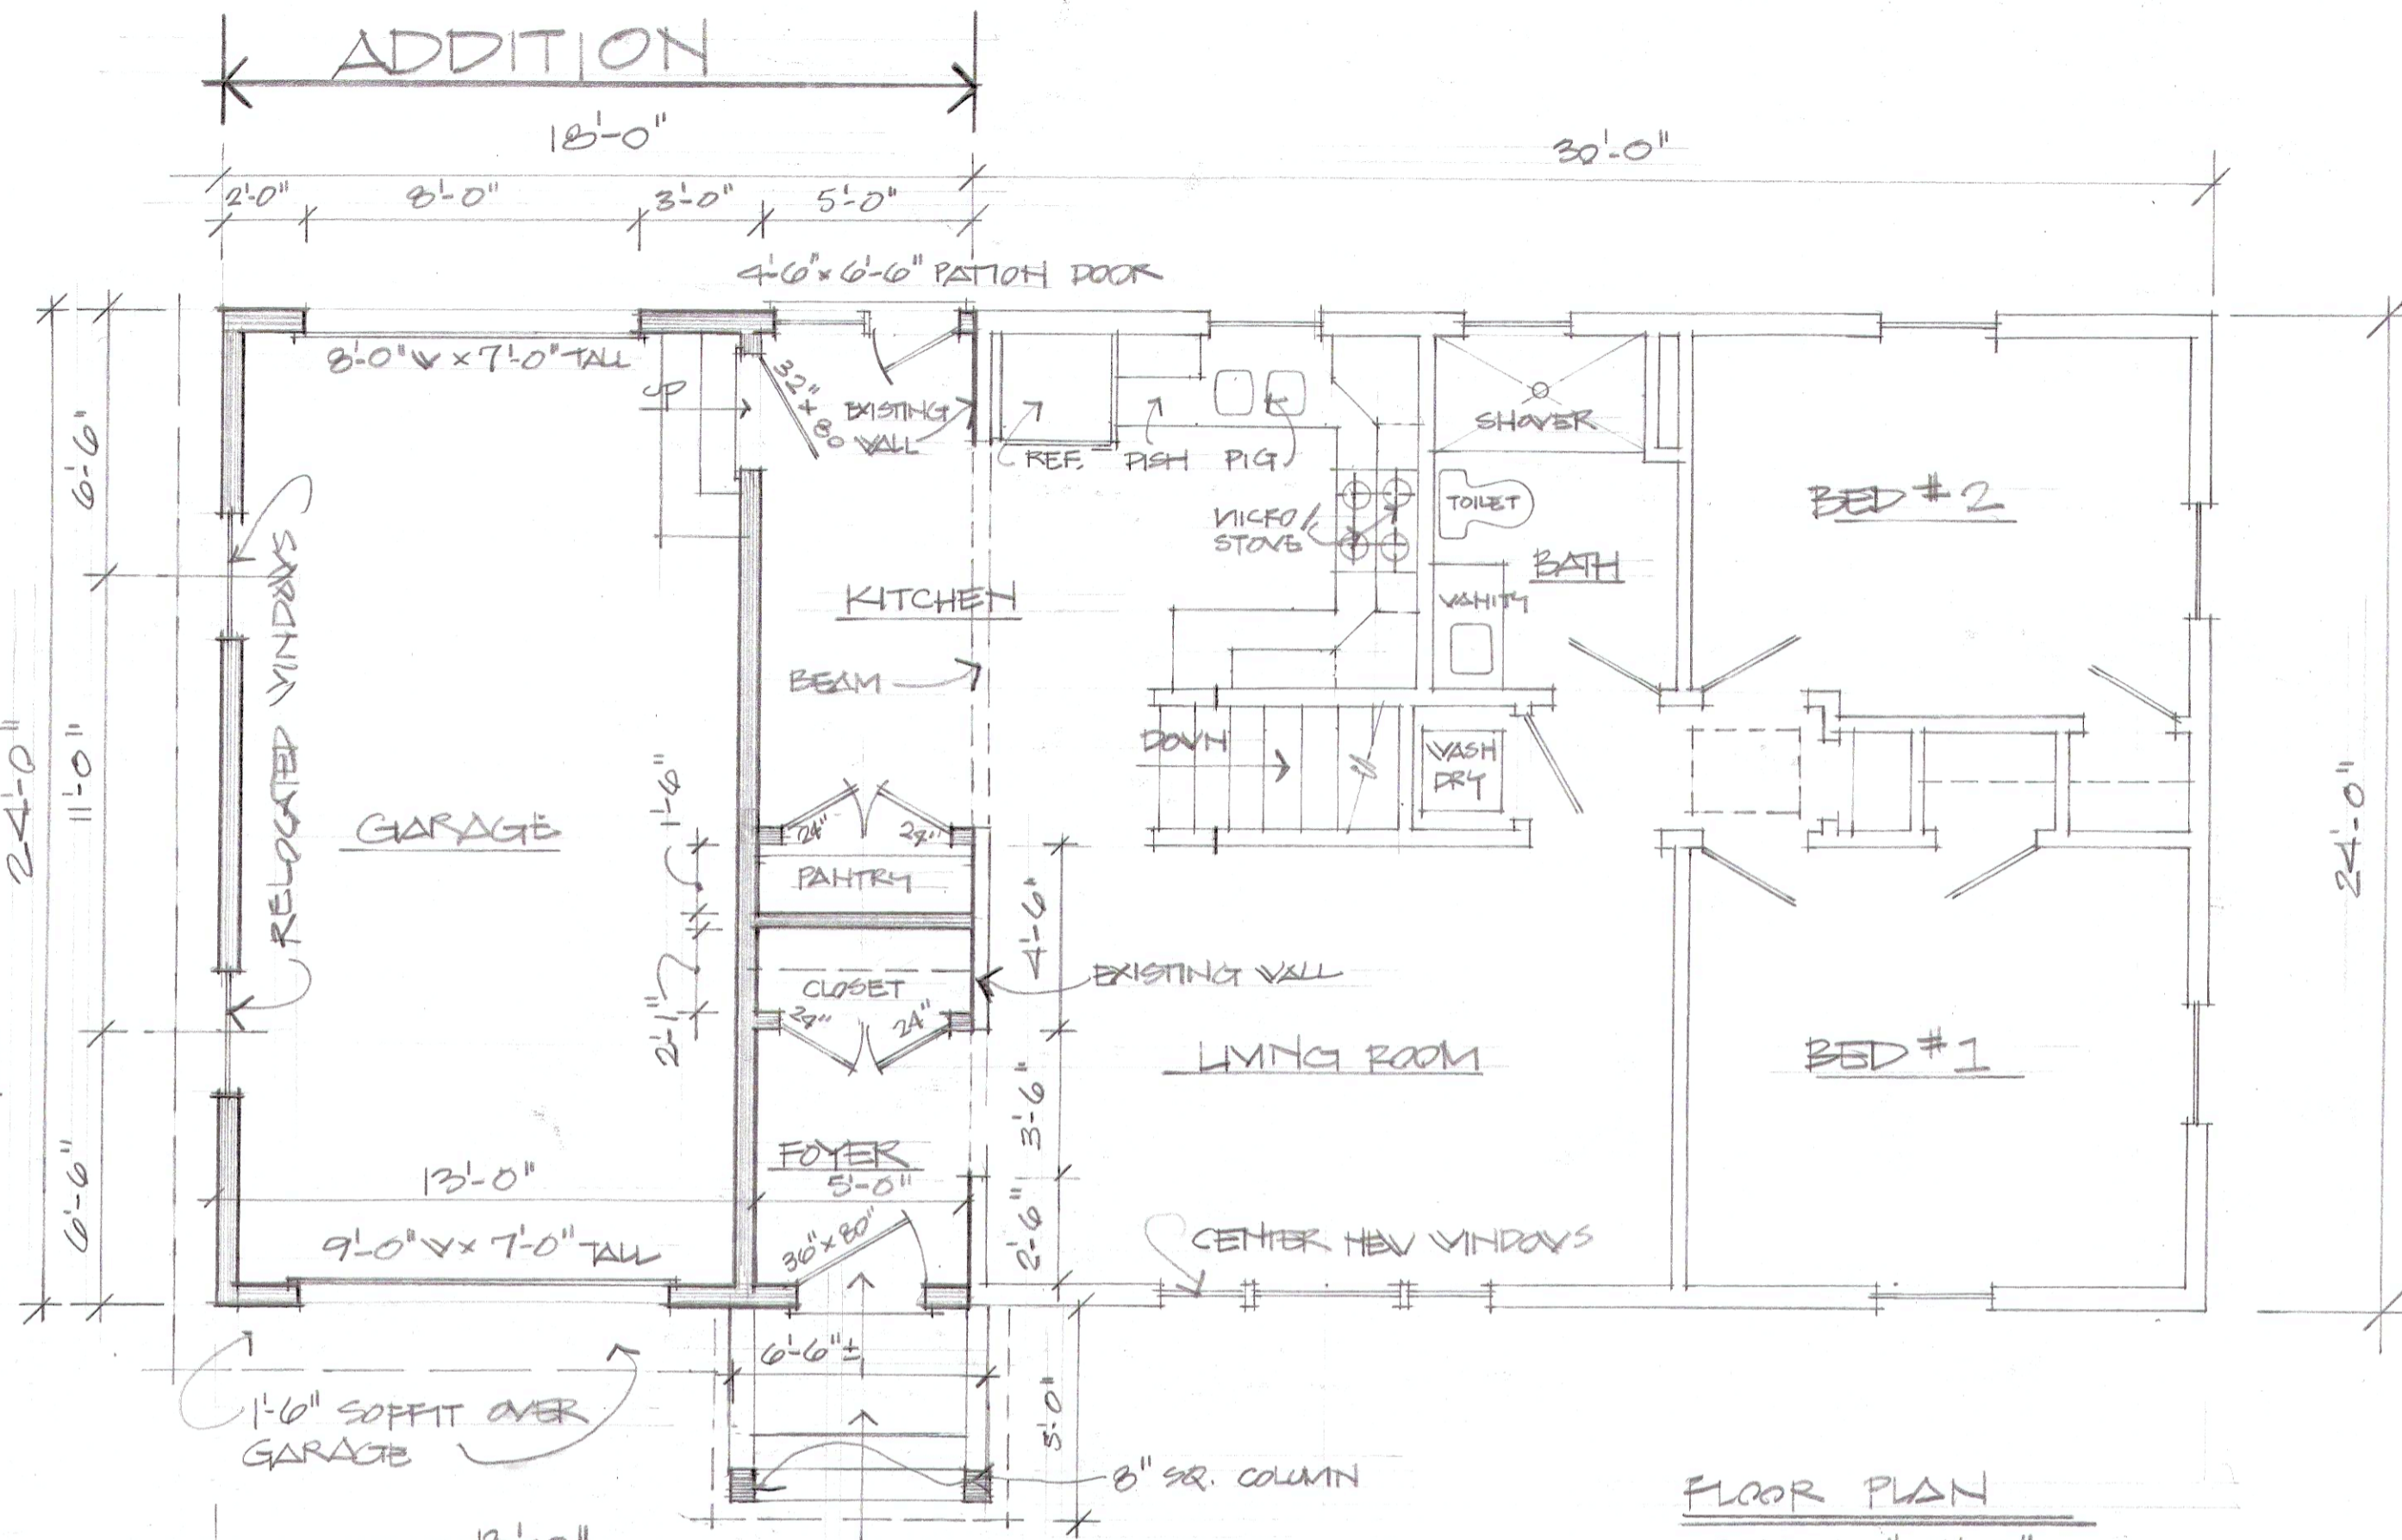 ADDITION
18'-0"
30'-0"
2'-0" 8'-0" 3'-0" 5'-0"
4'-6" x 6'-6" PATION DOOR
8'-0" W x 7'-0" TALL
UP
32" x 80
EXISTING
WALL
REF. DISH DIG
SHOWER
6'-6"
TOILET
MICRO/
STOVE
BED #2
BATH
VANITY
KITCHEN
RELOCATED WINDOWS
BEAM
DOWN
WASH
DRY
24'-0"
11'-0"
GARAGE
1'-6"
24" 24"
PANTRY
24'-0"
4'-6"
EXISTING WALL
CLOSET
24" 24"
2'-1"
LIVING ROOM
BED #1
3'-6"
FOYER
13'-0" 5'-0"
6'-6"
2'-6"
36" x 80"
9'-0" W x 7'-0" TALL
CENTER NEW WINDOWS
6'-6" ±
1'-6" SOFFIT OVER
GARAGE
5'-0"
8" SQ. COLUMN
FLOOR PLAN